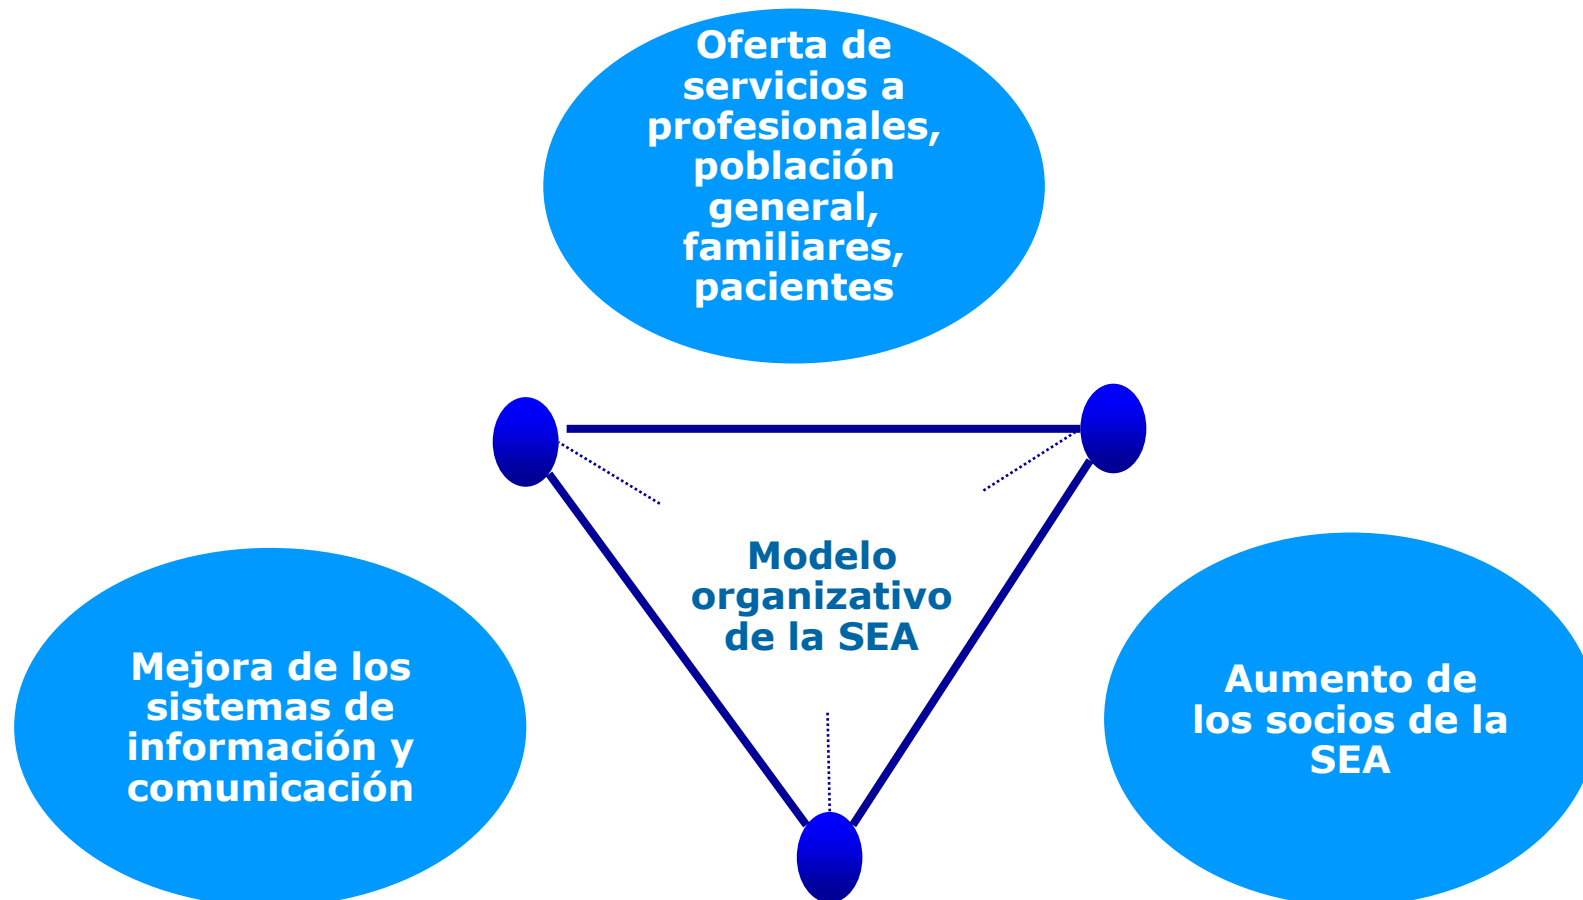 Oferta de
servicios a
profesionales,
población
general,
familiares,
pacientes
Modelo
organizativo
de la SEA
Mejora de los
sistemas de
información y
comunicación
Aumento de
los socios de la
SEA